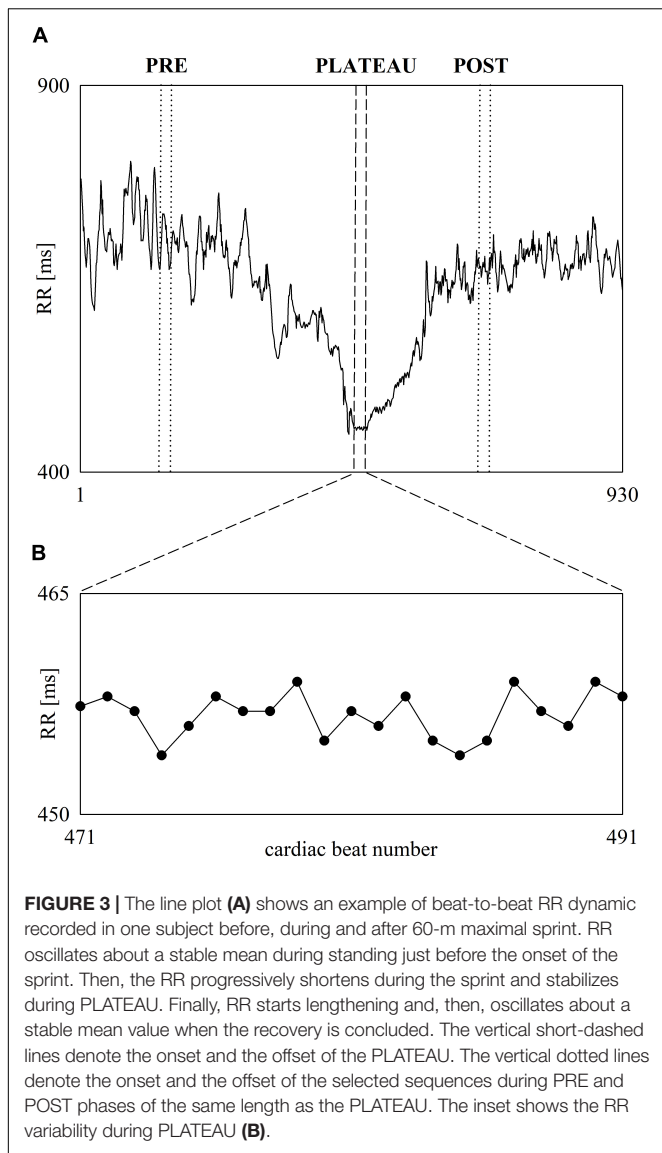 A
PRE PLATEAU POST
900
RR [ms]
400
1 930
B
465
RR [ms]
450
471 491
cardiac beat number
FIGURE 3 | The line plot (A) shows an example of beat-to-beat RR dynamic
recorded in one subject before, during and after 60-m maximal sprint. RR
oscillates about a stable mean during standing just before the onset of the
sprint. Then, the RR progressively shortens during the sprint and stabilizes
during PLATEAU. Finally, RR starts lengthening and, then, oscillates about a
stable mean value when the recovery is concluded. The vertical short-dashed
lines denote the onset and the offset of the PLATEAU. The vertical dotted lines
denote the onset and the offset of the selected sequences during PRE and
POST phases of the same length as the PLATEAU. The inset shows the RR
variability during PLATEAU (B).